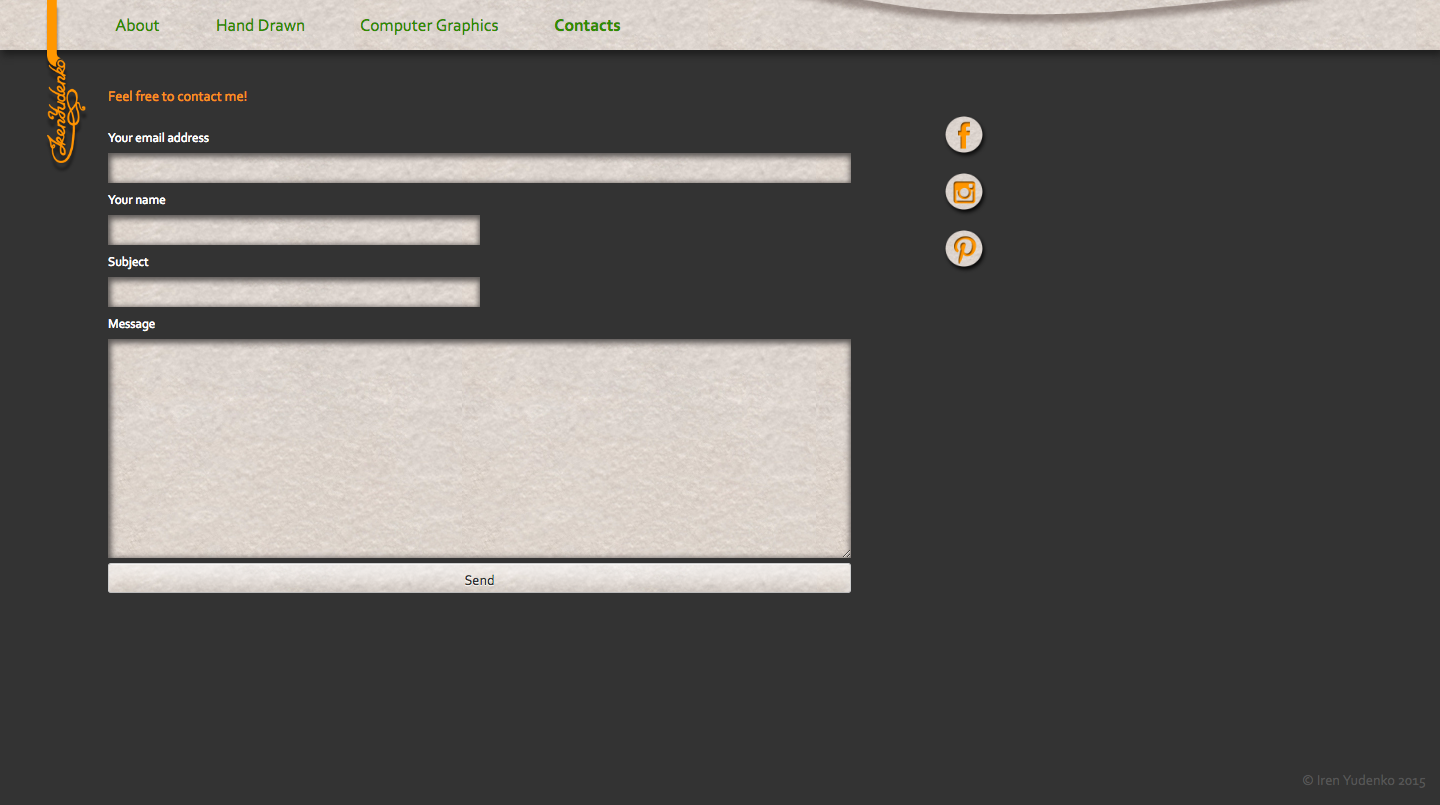 About Hand Drawn Computer Graphics Contacts
IrenYudenko
Feel free to contact me!
Your email address
Your name
Subject
Message
Send
© Iren Yudenko 2015